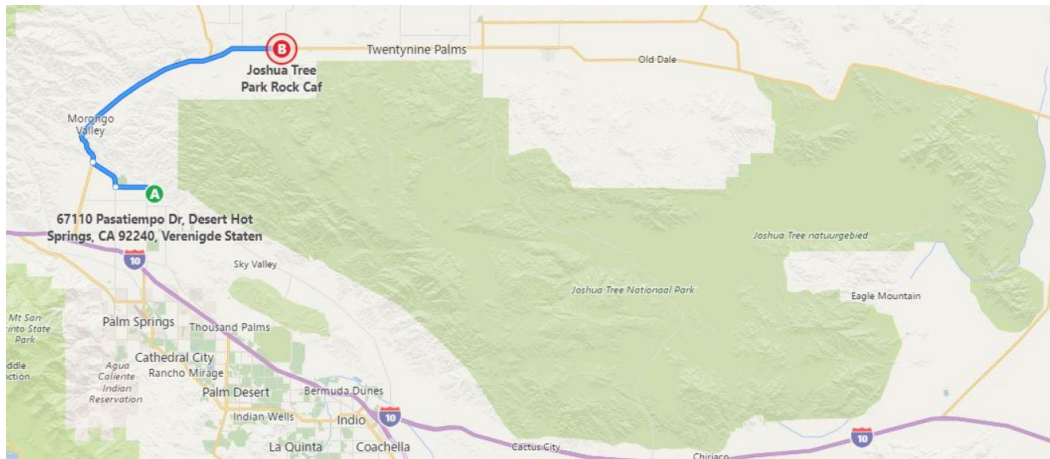 B
Joshua Tree
Park Rock Caf
Twentynine Palms
Old Dale
Morongo
Valley
A
67110 Pasatiempo Dr, Desert Hot
Springs, CA 92240, Verenigde Staten
10
Sky Valley
Joshua Tree natuurgebied
Joshua Tree Nationaal Park
Eagle Mountain
Mt San
into State
Park
Palm Springs
Thousand Palms
Cathedral City
Rancho Mirage
ddle
ction
Agua
Caliente
Indian
Reservation
Palm Desert
Bermuda Dunes
Indian Wells
Indio
10
La Quinta
Coachella
Cactus City
10
Chiriaco